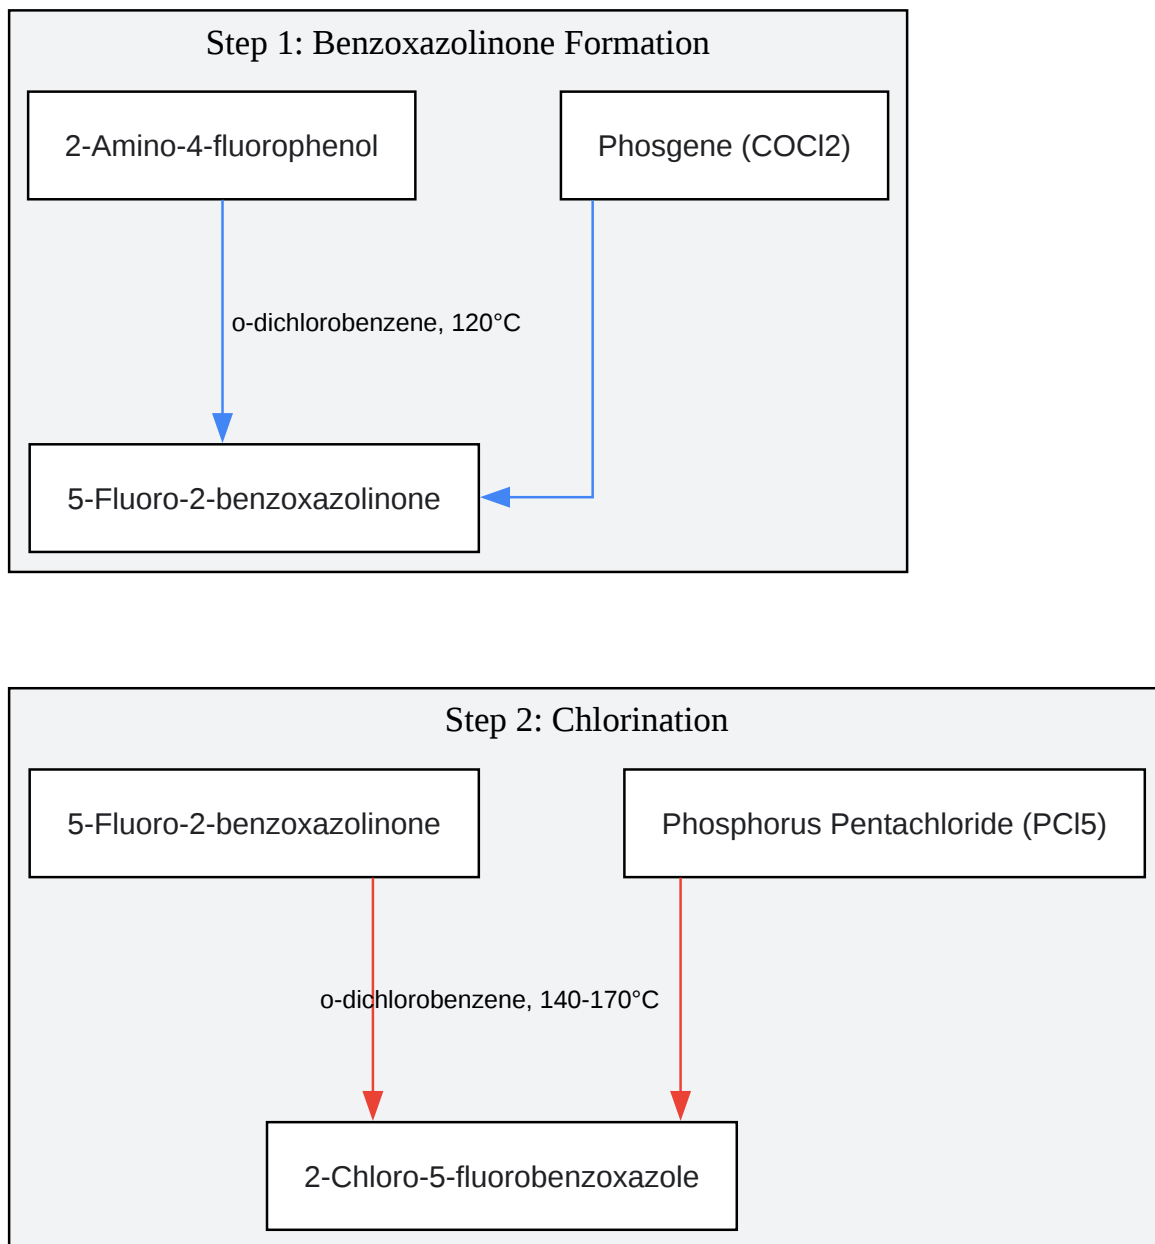 Step 1: Benzoxazolinone Formation
2-Amino-4-fluorophenol
Phosgene (COCl2)
o-dichlorobenzene, 120°C
5-Fluoro-2-benzoxazolinone
Step 2: Chlorination
5-Fluoro-2-benzoxazolinone
Phosphorus Pentachloride (PCl5)
o-dichlorobenzene, 140-170°C
2-Chloro-5-fluorobenzoxazole